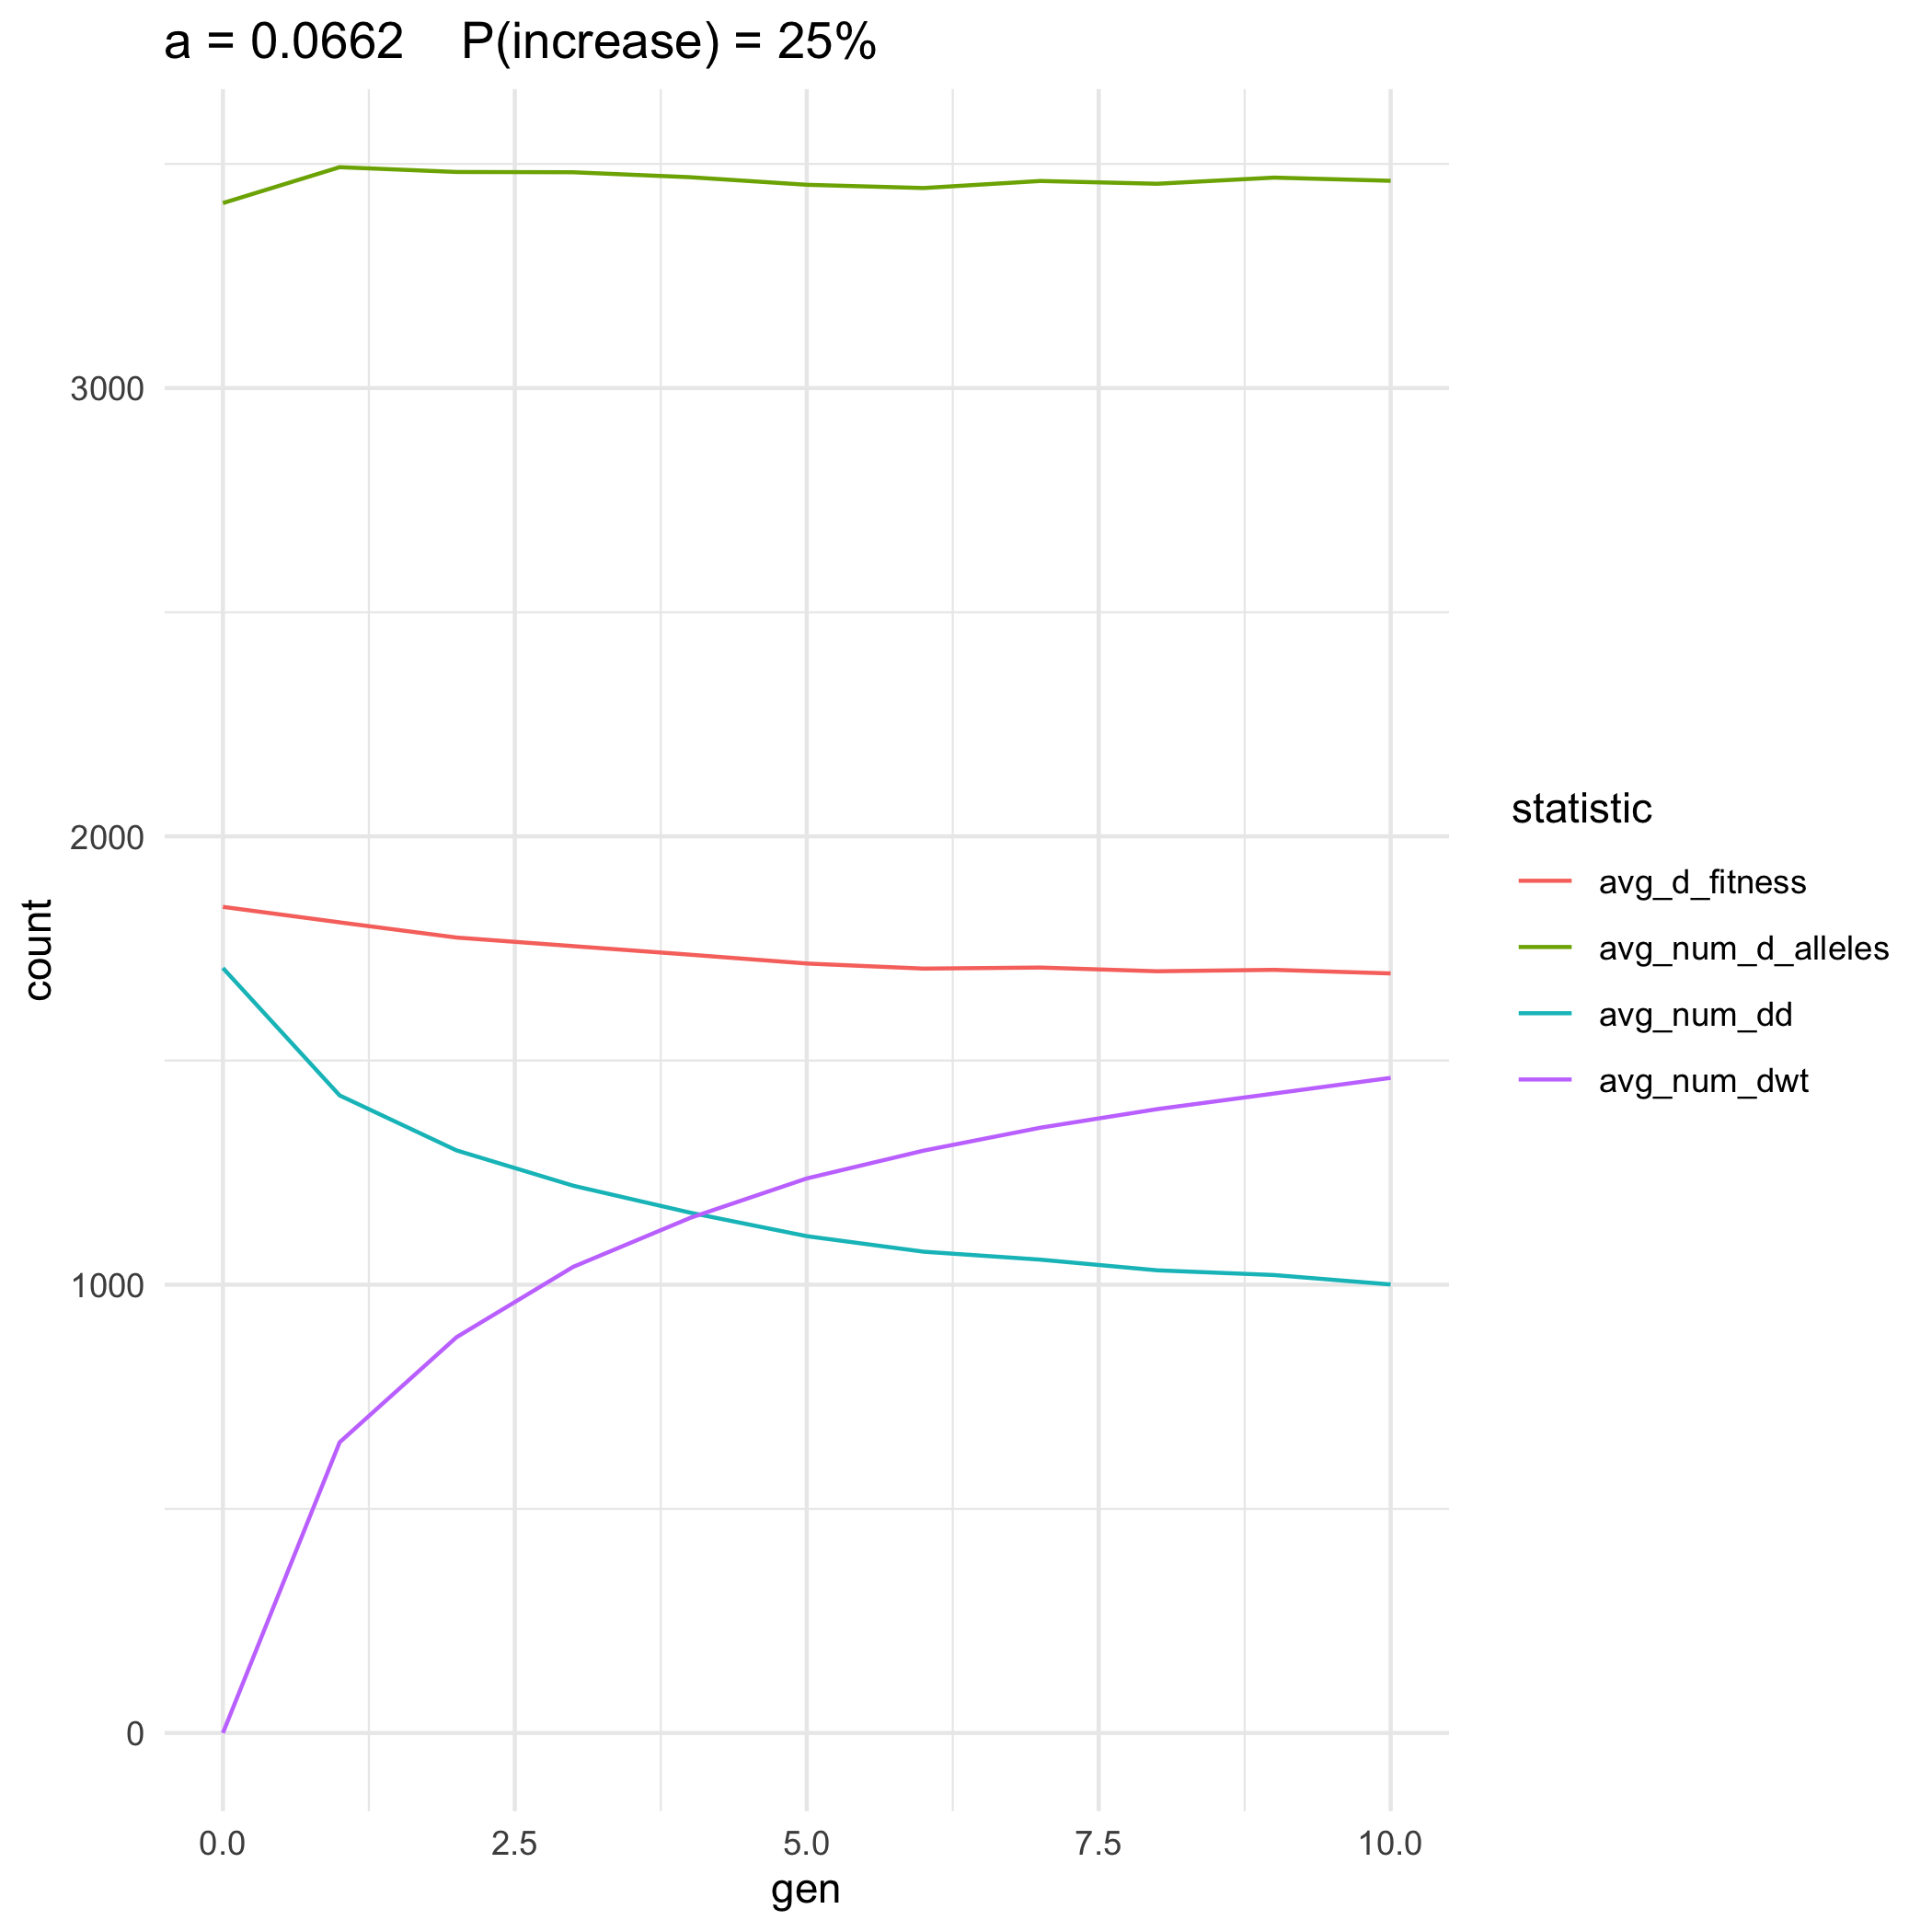 a = 0.0662    P(increase) = 25%
3000
2000
1000
0
count
0.0 2.5 5.0 7.5 10.0
gen
statistic
avg_d_fitness
avg_num_d_alleles
avg_num_dd
avg_num_dwt